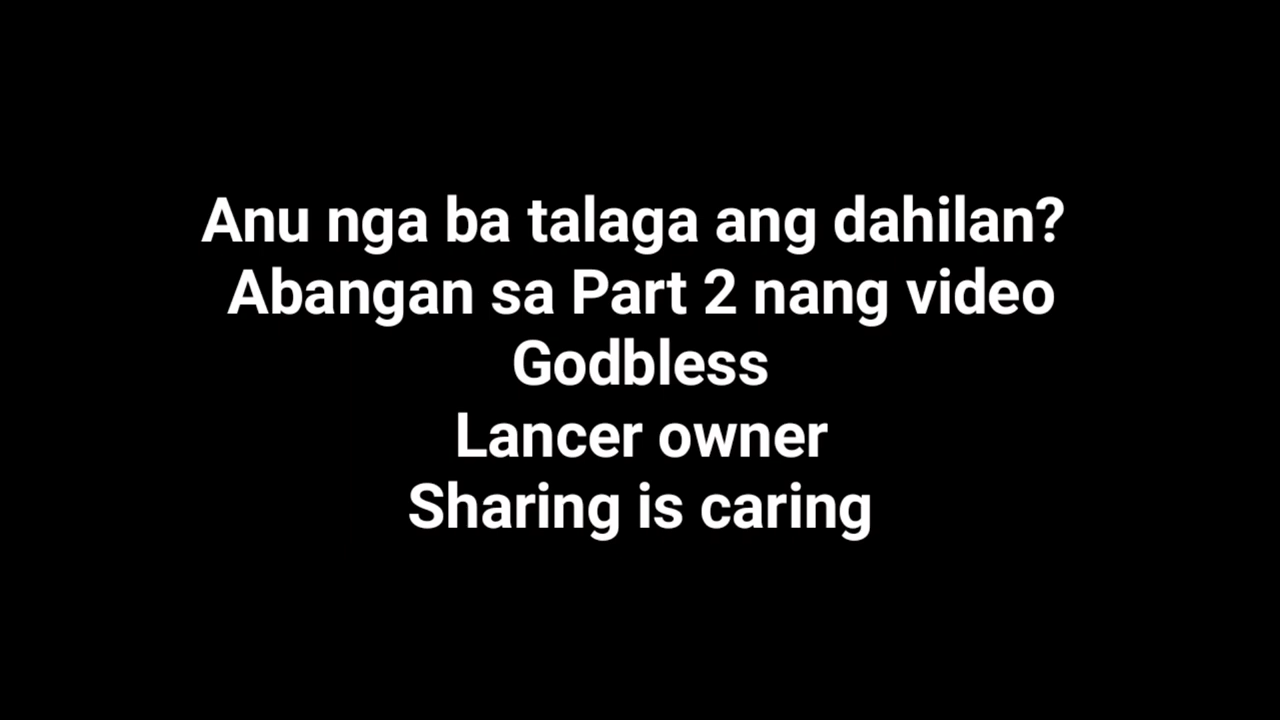 Anu nga ba talaga ang dahilan?
Abangan sa Part 2 nang video
Godbless
Lancer owner
Sharing is caring